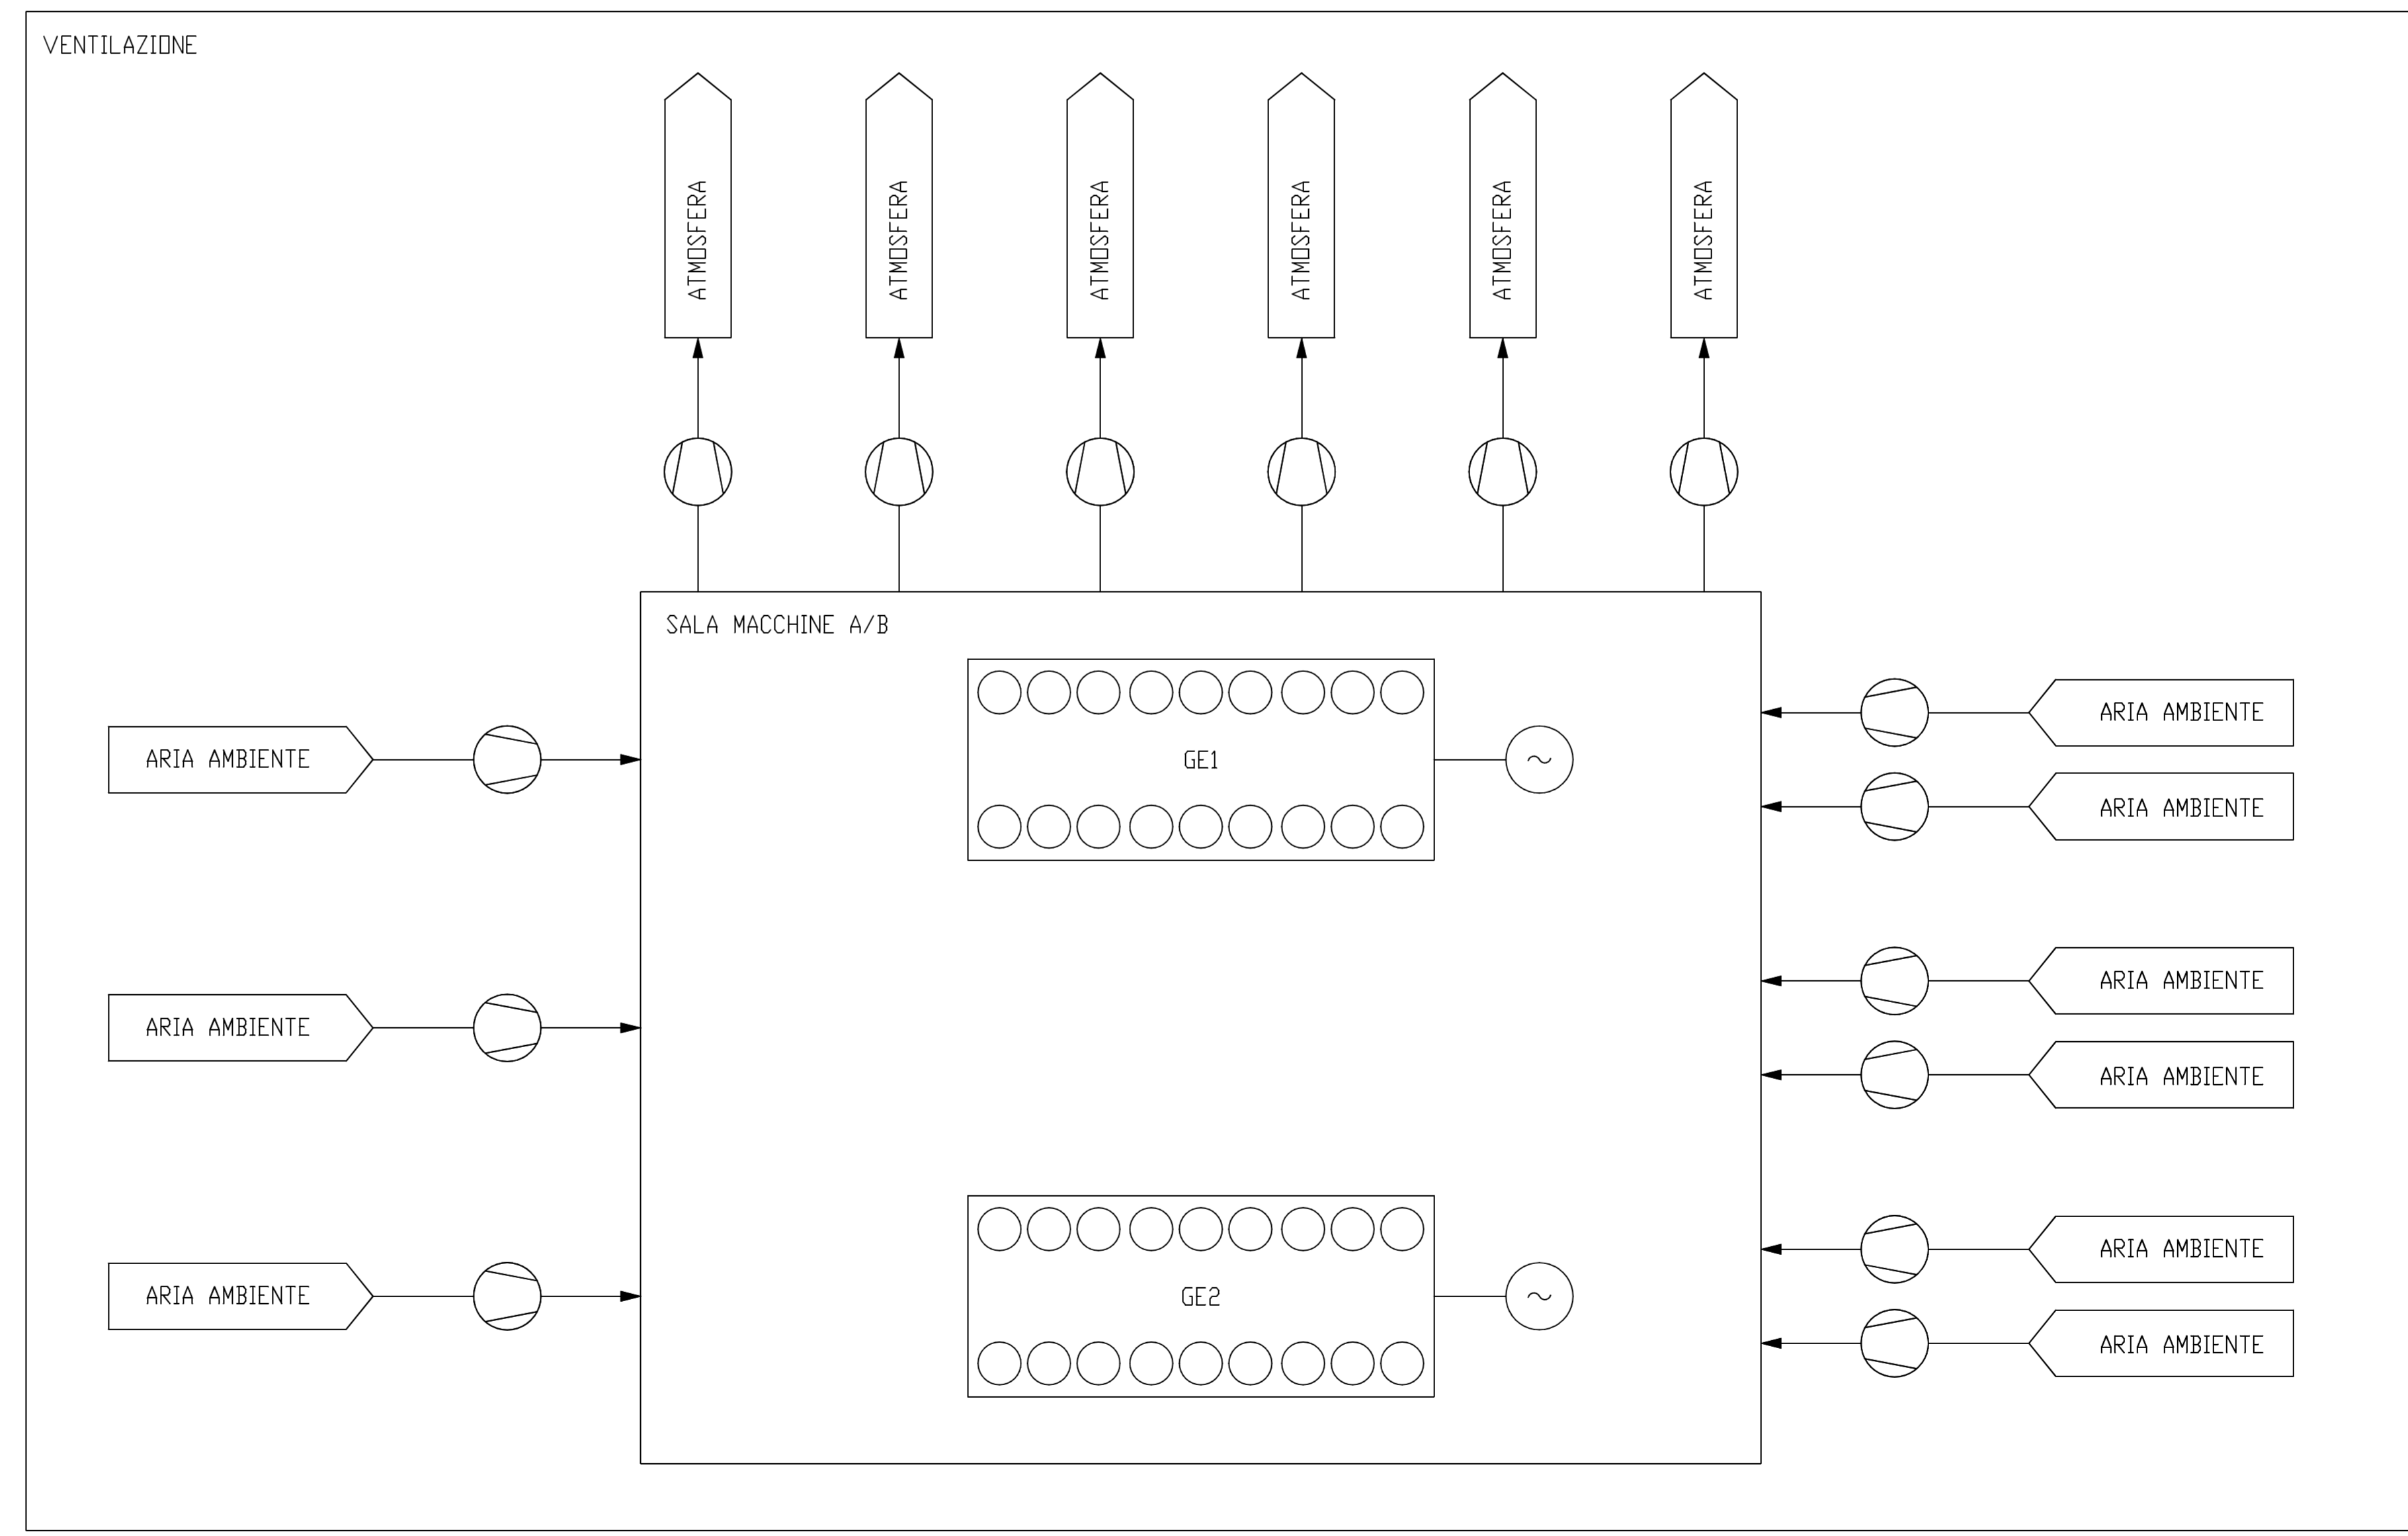 VENTILAZIONE
ATMOSFERA
ATMOSFERA
ATMOSFERA
ATMOSFERA
ATMOSFERA
ATMOSFERA
SALA MACCHINE A/B
ARIA AMBIENTE
GE1
~
ARIA AMBIENTE
ARIA AMBIENTE
ARIA AMBIENTE
ARIA AMBIENTE
ARIA AMBIENTE
ARIA AMBIENTE
GE2
~
ARIA AMBIENTE
ARIA AMBIENTE